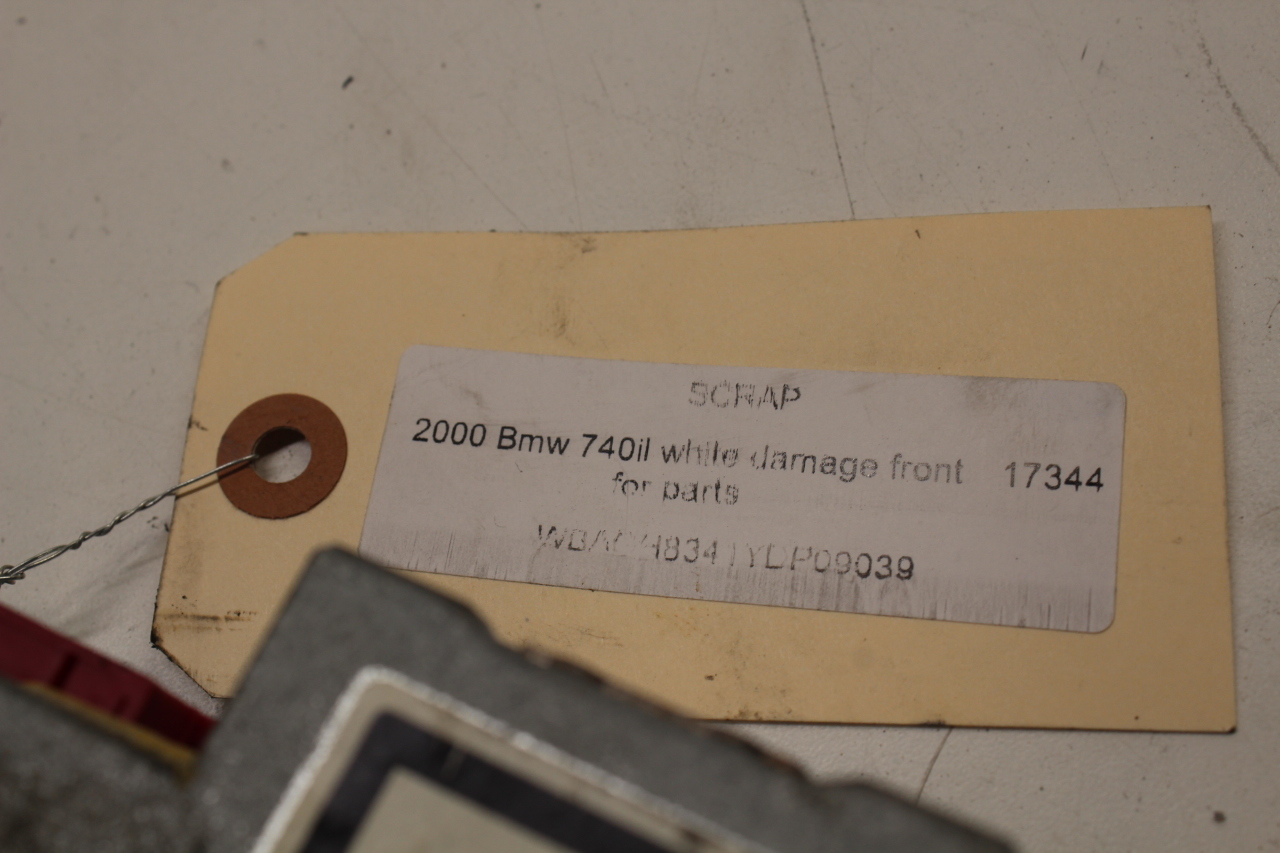 SCRAP
2000 Bmw 740il while damage front 17344
for parts